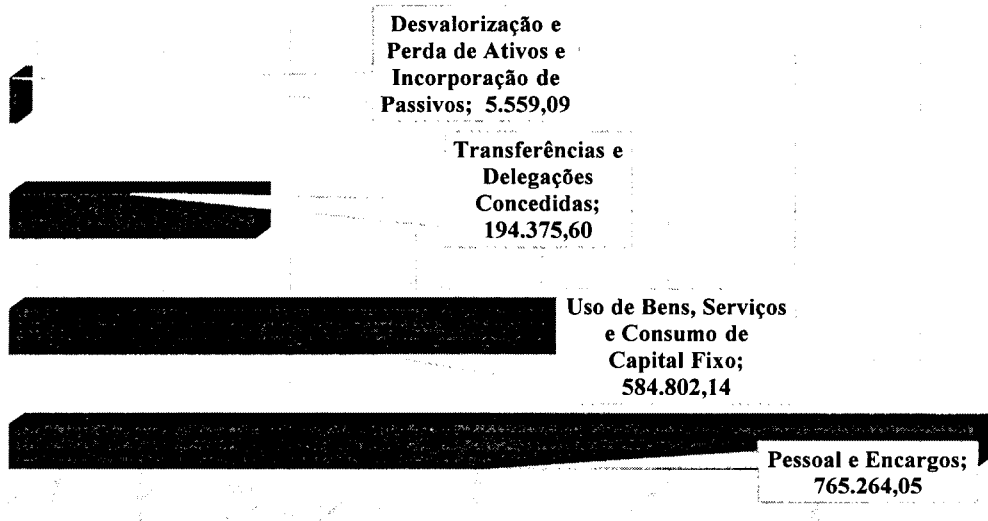 Desvalorização e
Perda de Ativos e
Incorporação de
Passivos; 5.559,09
Transferências e
Delegações
Concedidas;
194.375,60
Uso de Bens, Serviços
e Consumo de
Capital Fixo;
584.802,14
Pessoal e Encargos;
765.264,05